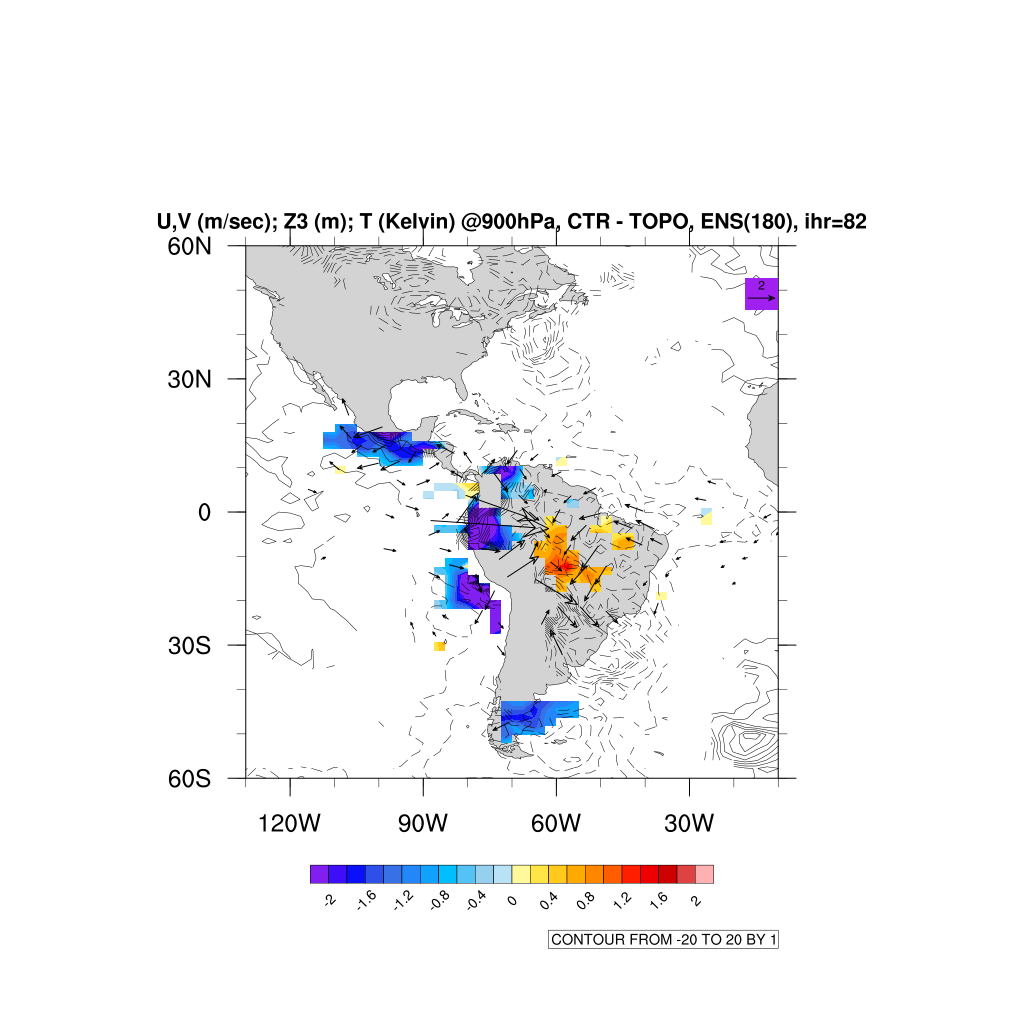 U,V (m/sec); Z3 (m); T (Kelvin) @900hPa, CTR - TOPO, ENS(180), ihr=82
60N
2
30N
0
30S
60S
120W 90W 60W 30W
-2 -1.6 -1.2 -0.8 -0.4 0 0.4 0.8 1.2 1.6 2
CONTOUR FROM -20 TO 20 BY 1